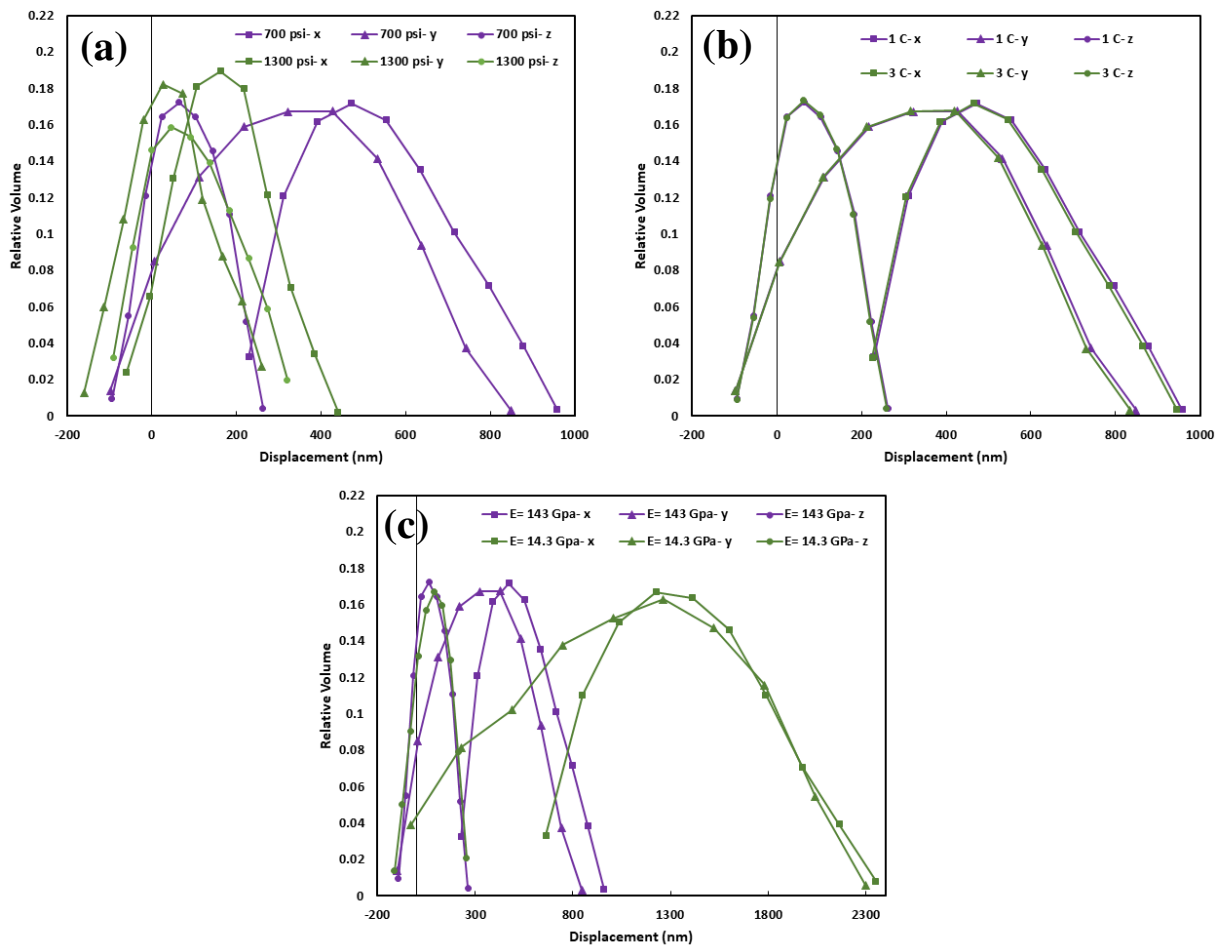 (a)
700 psi- x 700 psi- y 700 psi- z
1300 psi- x 1300 psi- y 1300 psi- z
0.22
0.2
0.18
0.16
0.14
0.12
0.1
0.08
0.06
0.04
0.02
0
Relative Volume
-200 0 200 400 600 800 1000
Displacement (nm)
(b)
1 C- x 1 C- y 1 C- z
3 C- x 3 C- y 3 C- z
0.22
0.2
0.18
0.16
0.14
0.12
0.1
0.08
0.06
0.04
0.02
0
Relative Volume
-200 0 200 400 600 800 1000
Displacement (nm)
(c)
E= 143 Gpa- x E= 143 Gpa- y E= 143 Gpa- z
E= 14.3 Gpa- x E= 14.3 GPa- y E= 14.3 GPa- z
0.22
0.2
0.18
0.16
0.14
0.12
0.1
0.08
0.06
0.04
0.02
0
Relative Volume
-200 300 800 1300 1800 2300
Displacement (nm)